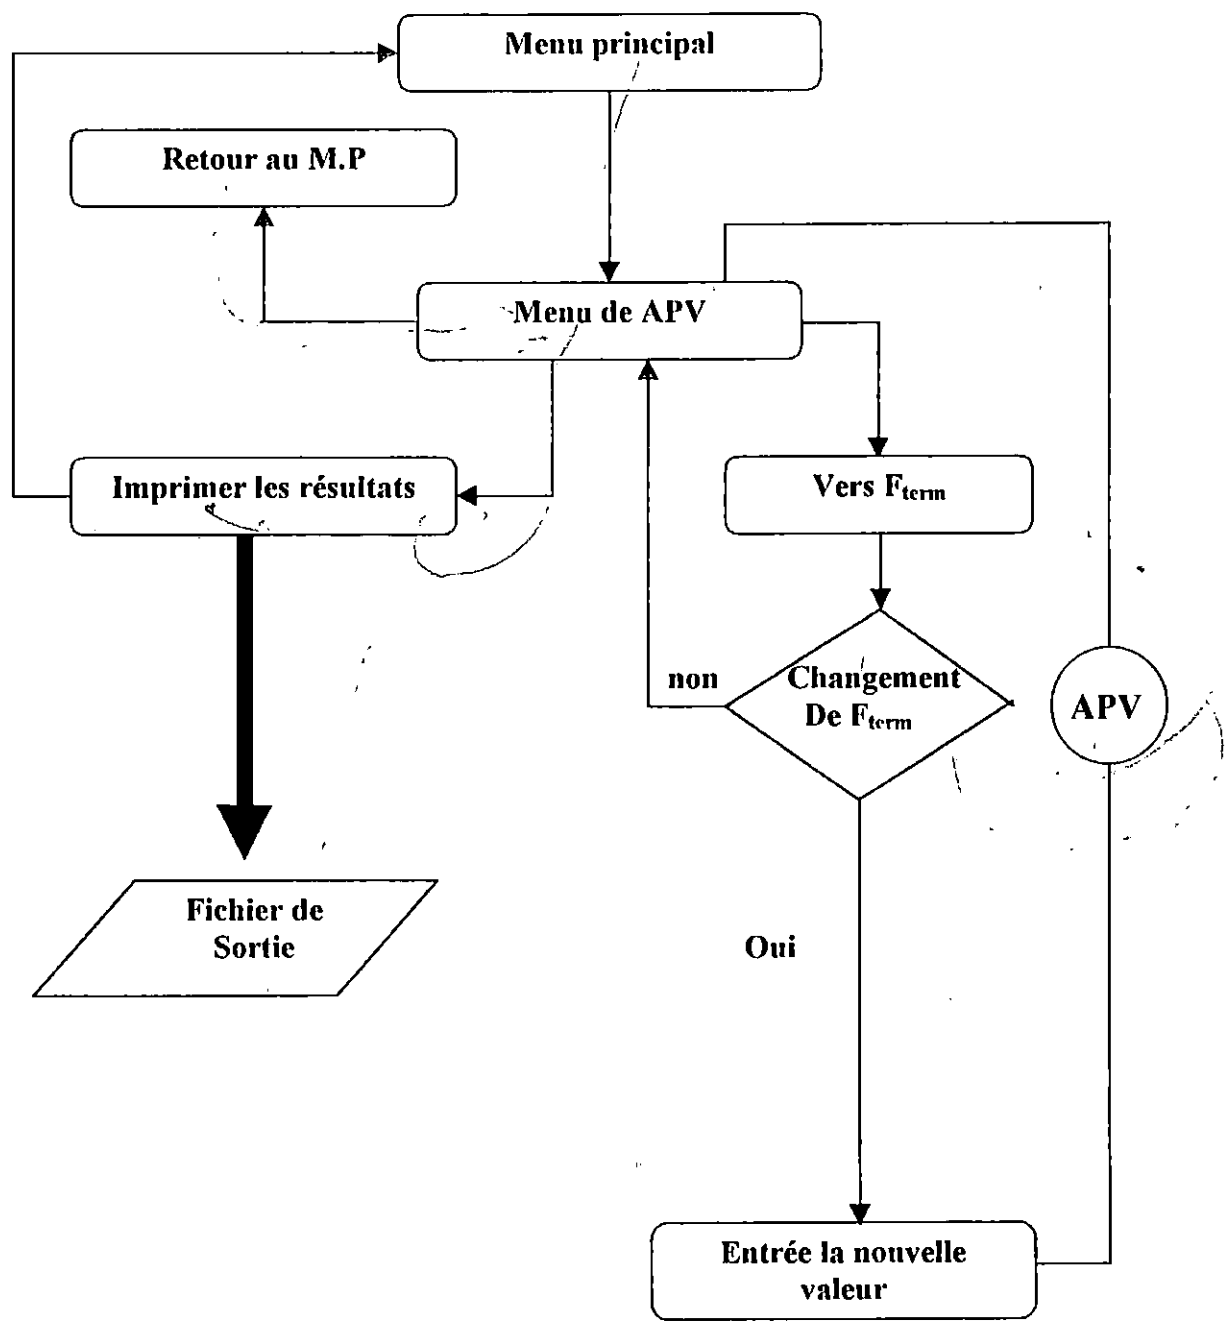 Menu principal
Retour au M.P
Menu de APV
Imprimer les résultats
Vers Fterm
non
Changement
De Fterm
APV
Fichier de
Sortie
Oui
Entrée la nouvelle
valeur